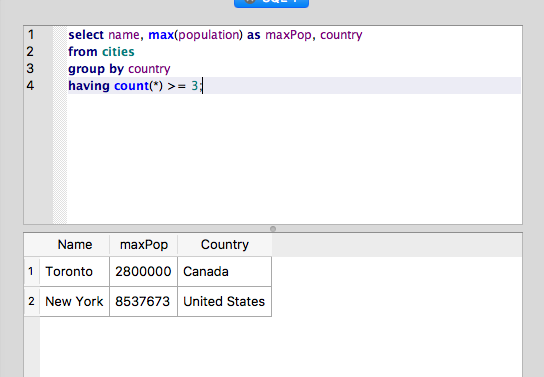 1 select name, max(population) as maxPop, country
2 from cities
3 group by country
4 having count(*) >= 3;
Name maxPop Country
1 Toronto 2800000 Canada
2 New York 8537673 United States